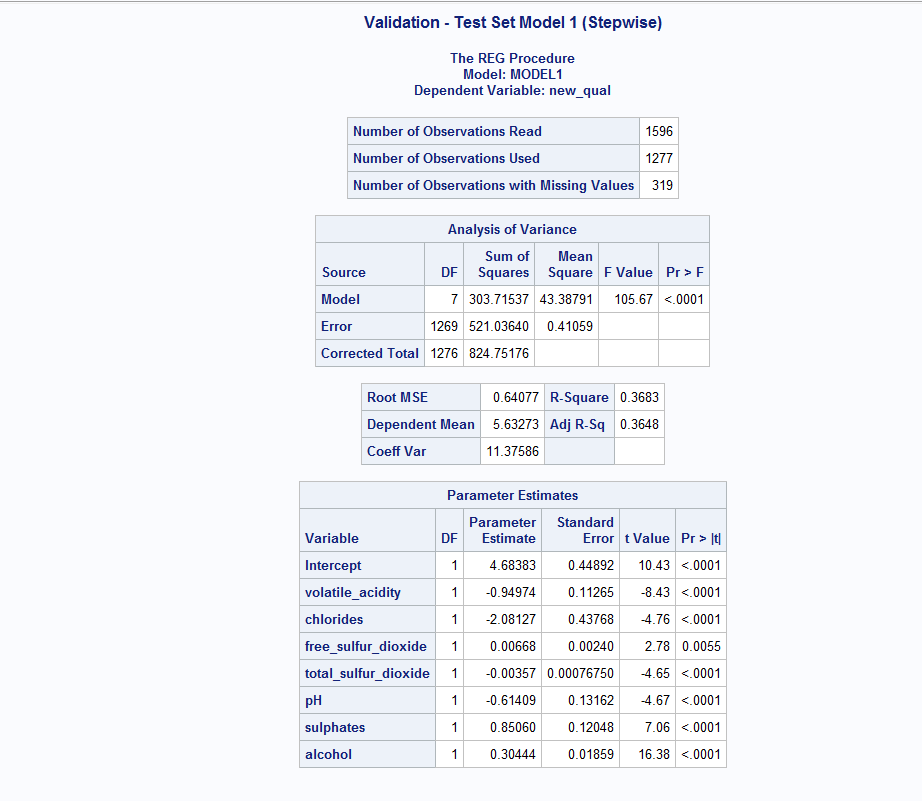 Validation - Test Set Model 1 (Stepwise)
The REG Procedure
Model: MODEL1
Dependent Variable: new_qual
Number of Observations Read 1596
Number of Observations Used 1277
Number of Observations with Missing Values 319
Analysis of Variance
Source DF Sum of Squares Mean Square F Value Pr > F
Model 7 303.71537 43.38791 105.67 <.0001
Error 1269 521.03640 0.41059
Corrected Total 1276 824.75176
Root MSE 0.64077 R-Square 0.3683
Dependent Mean 5.63273 Adj R-Sq 0.3648
Coeff Var 11.37586
Parameter Estimates
Variable DF Parameter Estimate Standard Error t Value Pr > |t|
Intercept 1 4.68383 0.44892 10.43 <.0001
volatile_acidity 1 -0.94974 0.11265 -8.43 <.0001
chlorides 1 -2.08127 0.43768 -4.76 <.0001
free_sulfur_dioxide 1 0.00668 0.00240 2.78 0.0055
total_sulfur_dioxide 1 -0.00357 0.00076750 -4.65 <.0001
pH 1 -0.61409 0.13162 -4.67 <.0001
sulphates 1 0.85060 0.12048 7.06 <.0001
alcohol 1 0.30444 0.01859 16.38 <.0001